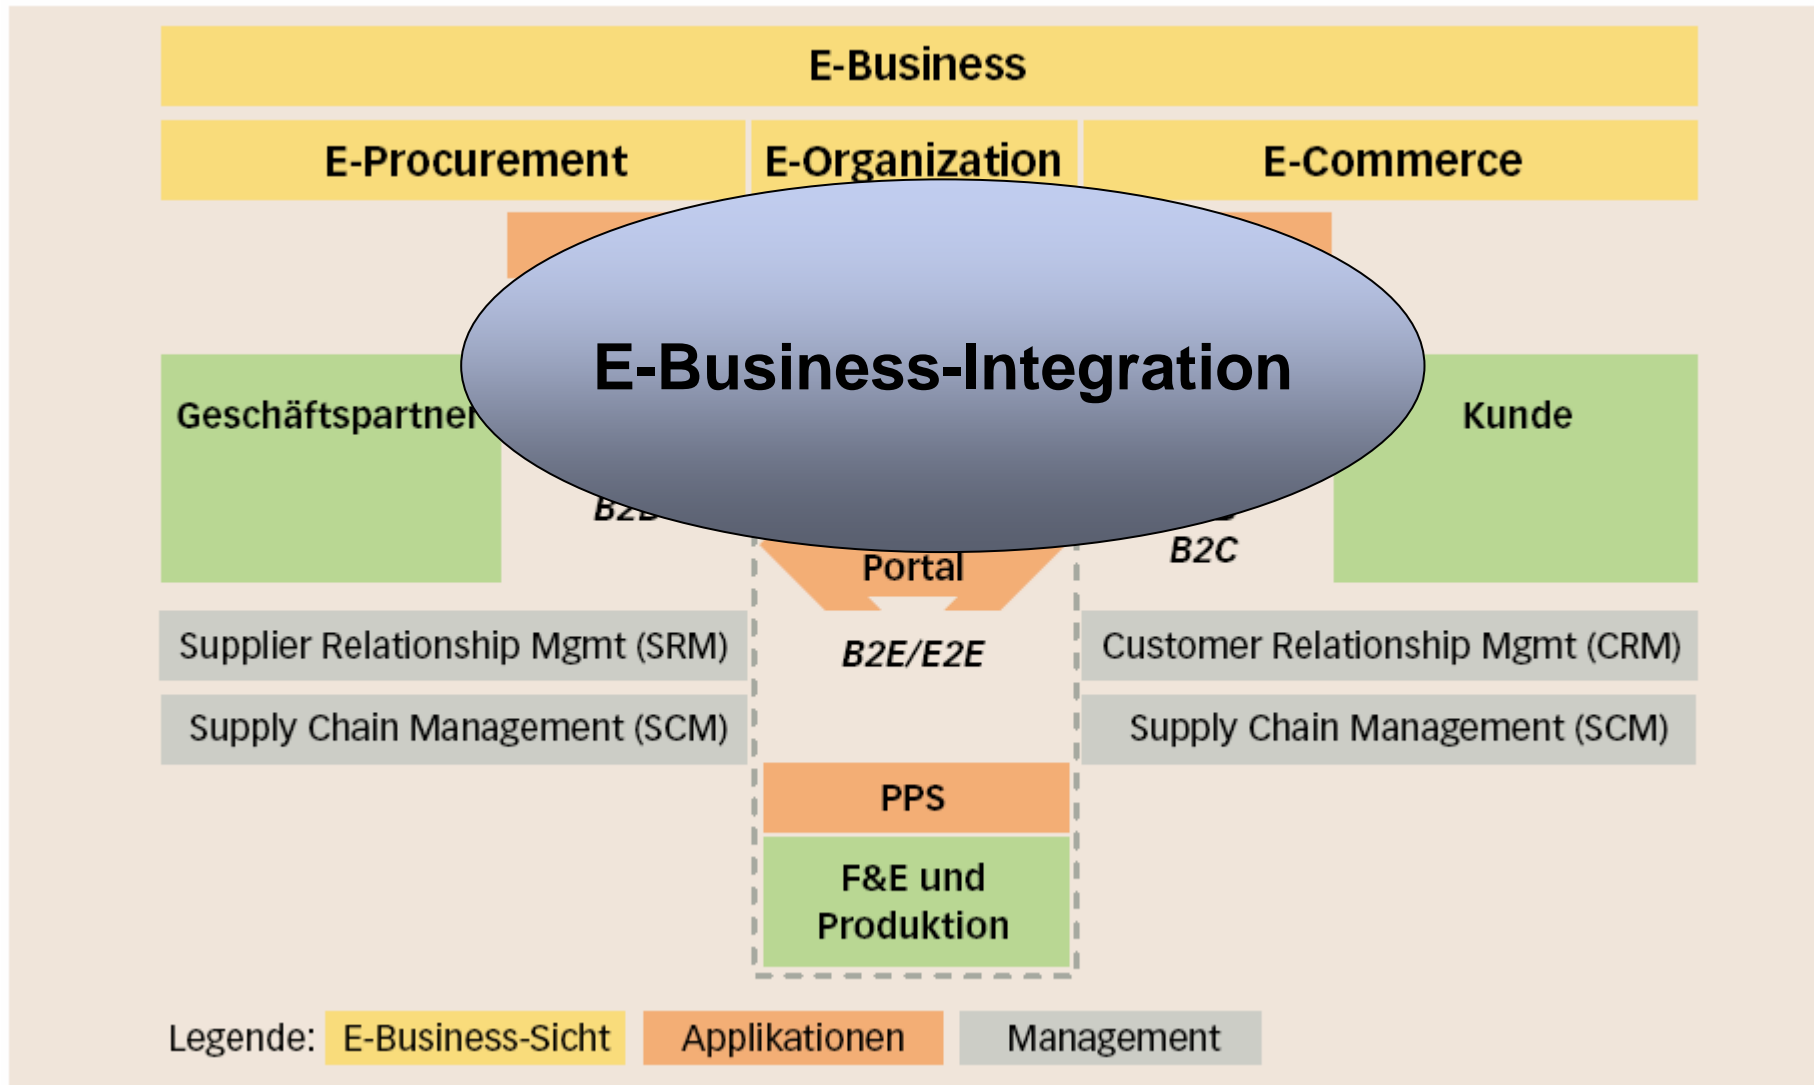 E-Business
E-Procurement
E-Organization
E-Commerce
E-Business-Integration
Geschäftspartner
Kunde
B2B
B2C
Portal
Supplier Relationship Mgmt (SRM)
B2E/E2E
Customer Relationship Mgmt (CRM)
Supply Chain Management (SCM)
Supply Chain Management (SCM)
PPS
F&E und
Produktion
Legende: E-Business-Sicht Applikationen Management